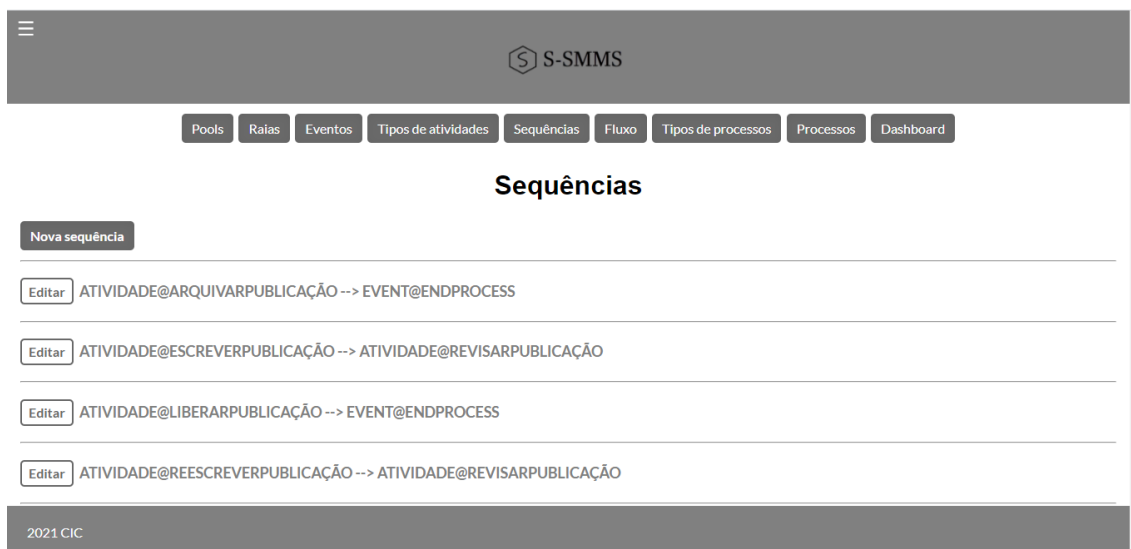 ☰
S-SMMS
Pools Raias Eventos Tipos de atividades Sequências Fluxo Tipos de processos Processos Dashboard
Sequências
Nova sequência
Editar ATIVIDADE@ARQUIVARPUBLICAÇÃO --> EVENT@ENDPROCESS
Editar ATIVIDADE@ESCREVERPUBLICAÇÃO --> ATIVIDADE@REVISARPUBLICAÇÃO
Editar ATIVIDADE@LIBERARPUBLICAÇÃO --> EVENT@ENDPROCESS
Editar ATIVIDADE@REESCREVERPUBLICAÇÃO --> ATIVIDADE@REVISARPUBLICAÇÃO
2021 CIC